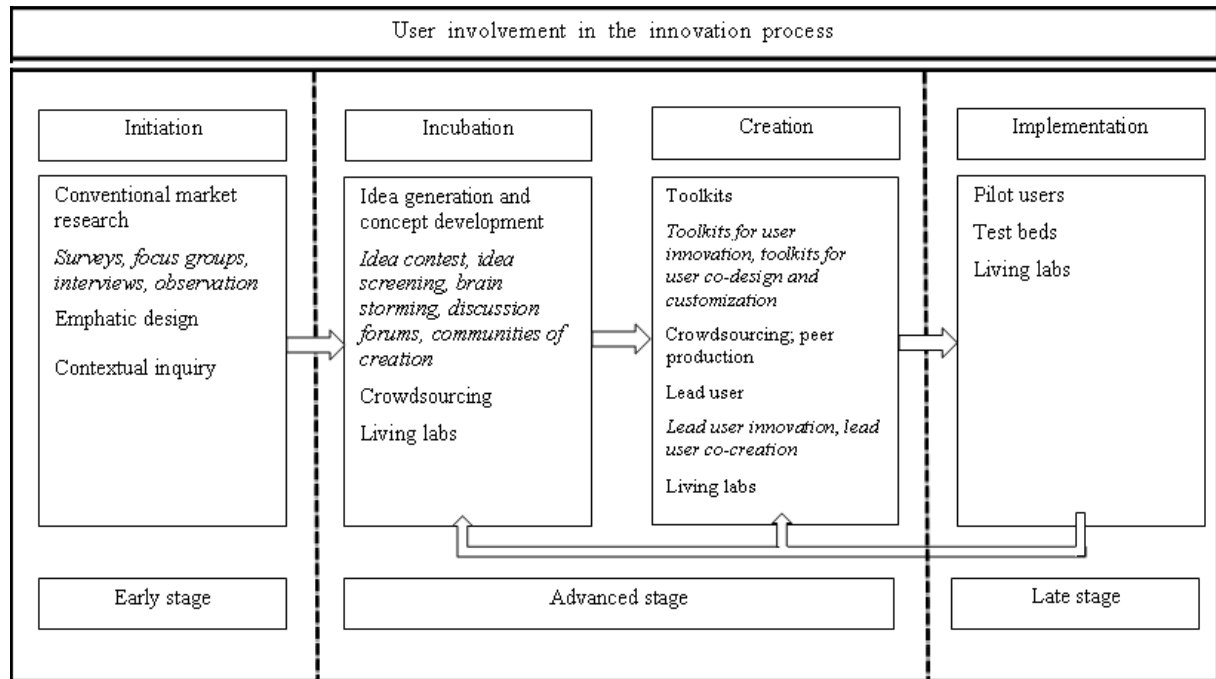 User involvement in the innovation process
Initiation
Conventional market
research
Surveys, focus groups,
interviews, observation
Emphatic design
Contextual inquiry
Early stage
Incubation
Idea generation and
concept development
Idea contest, idea
screening, brain
storming, discussion
forums, communities of
creation
Crowdsourcing
Living labs
Creation
Toolkits
Toolkits for user
innovation, toolkits for
user co-design and
customization
Crowdsourcing; peer
production
Lead user
Lead user innovation, lead
user co-creation
Living labs
Advanced stage
Implementation
Pilot users
Test beds
Living labs
Late stage